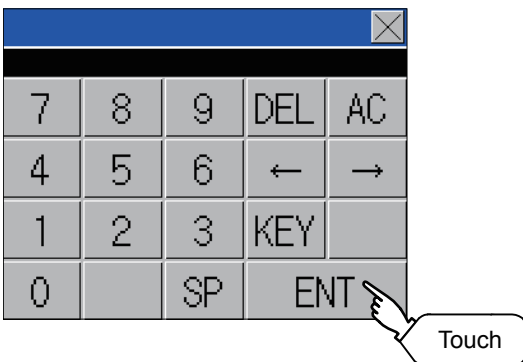 7 8 9 DEL AC
4 5 6 ← →
1 2 3 KEY
0 SP ENT
Touch